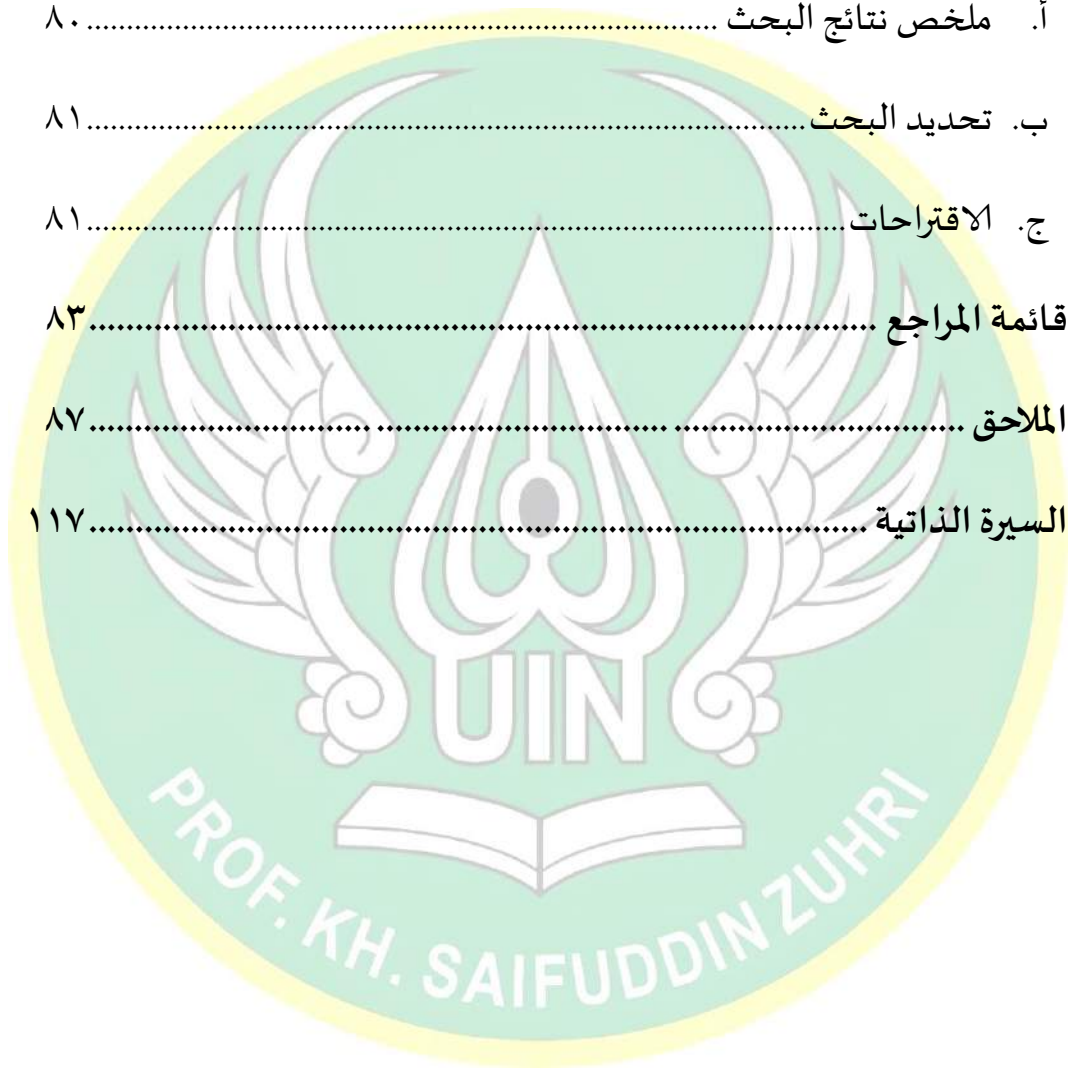 أ. ملخص نتائج البحث ................................................................................ ٨٠
ب. تحديد البحث ......................................................................................... ٨١
ج. الاقتراحات .............................................................................................. ٨١
قائمة المراجع .............................................................................................. ٨٣
الملاحق ................................ ................................ ............................... ٨٧
السيرة الذاتية ............................................................................................ ١١٧
UIN
PROF. KH. SAIFUDDIN ZUHRI